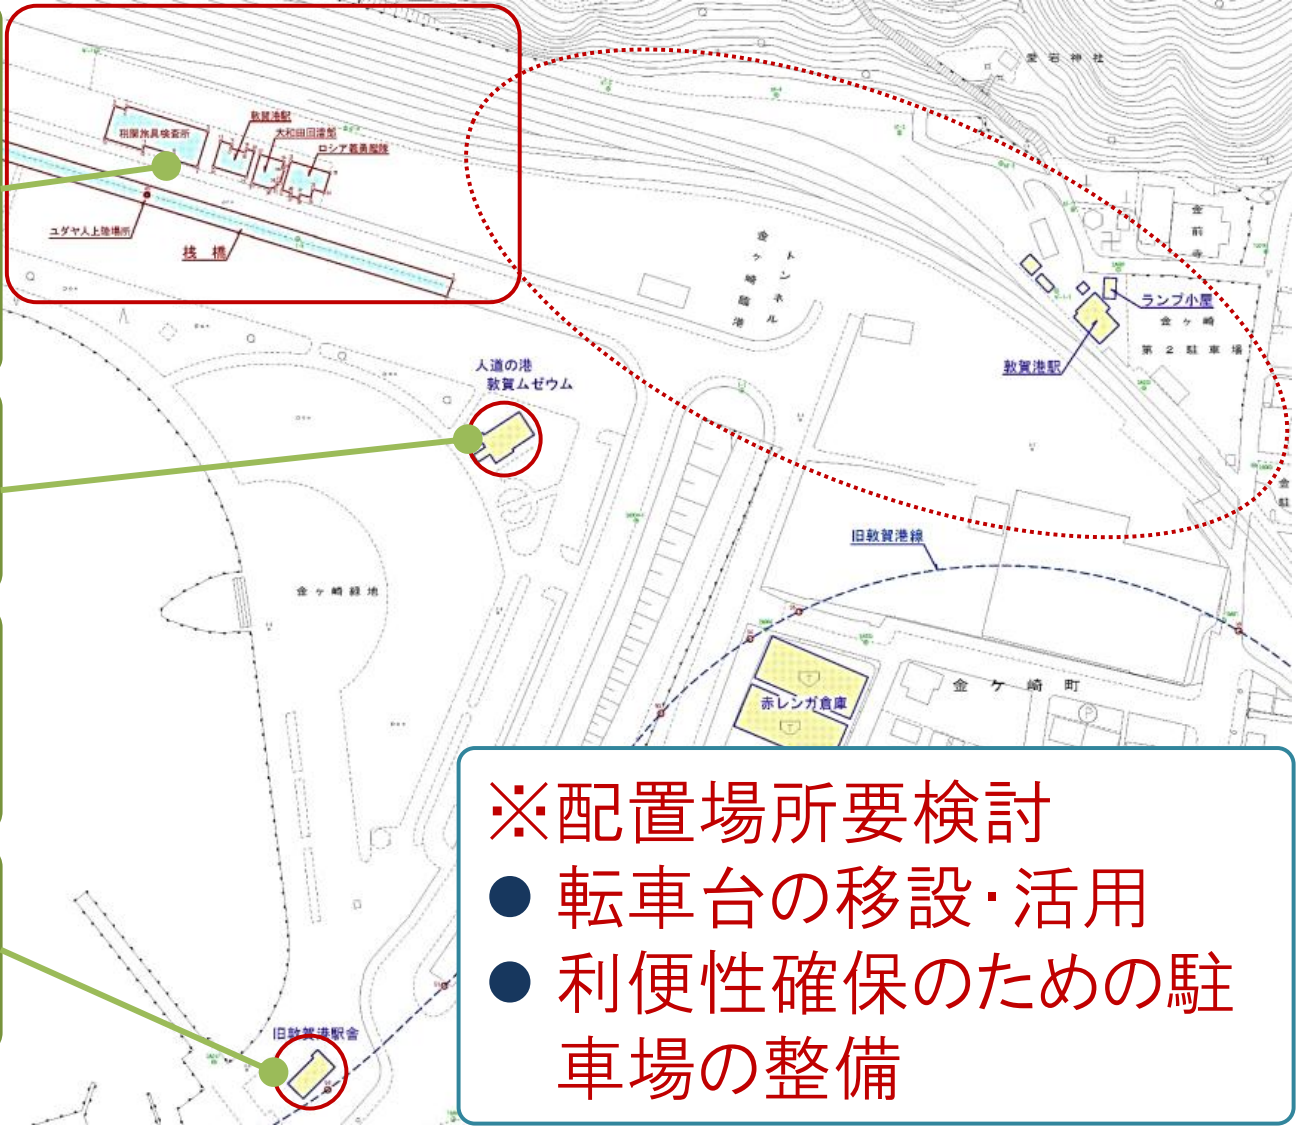 愛宕神社
敦賀港駅
大和田回漕部
ロシア義勇艦隊
税関旅具検査所
ユダヤ人上陸場所
桟橋
金ヶ崎臨港
トンネル
金前寺
ランプ小屋
金ヶ崎
第2駐車場
敦賀港駅
人道の港
敦賀ムゼウム
旧敦賀港線
金ヶ崎緑地
金ケ崎町
赤レンガ倉庫
旧敦賀港駅舎
※配置場所要検討
● 転車台の移設・活用
● 利便性確保のための駐
車場の整備